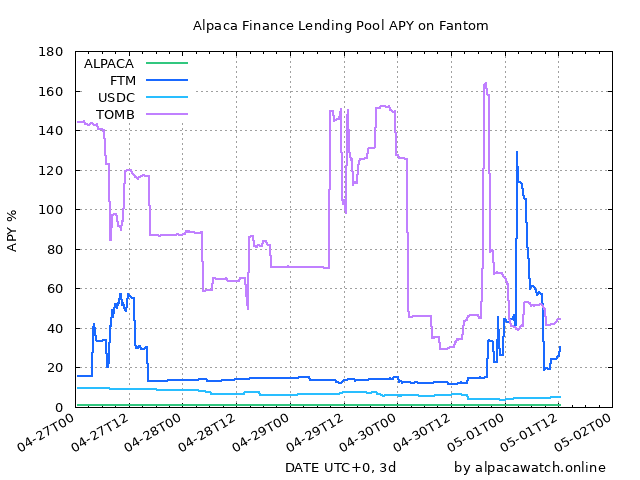 Alpaca Finance Lending Pool APY on Fantom
180
160
140
120
100
80
60
40
20
0
APY %
ALPACA
FTM
USDC
TOMB
04-27T00
04-27T12
04-28T00
04-28T12
04-29T00
04-29T12
04-30T00
04-30T12
05-01T00
05-01T12
05-02T00
DATE UTC+0, 3d
by alpacawatch.online